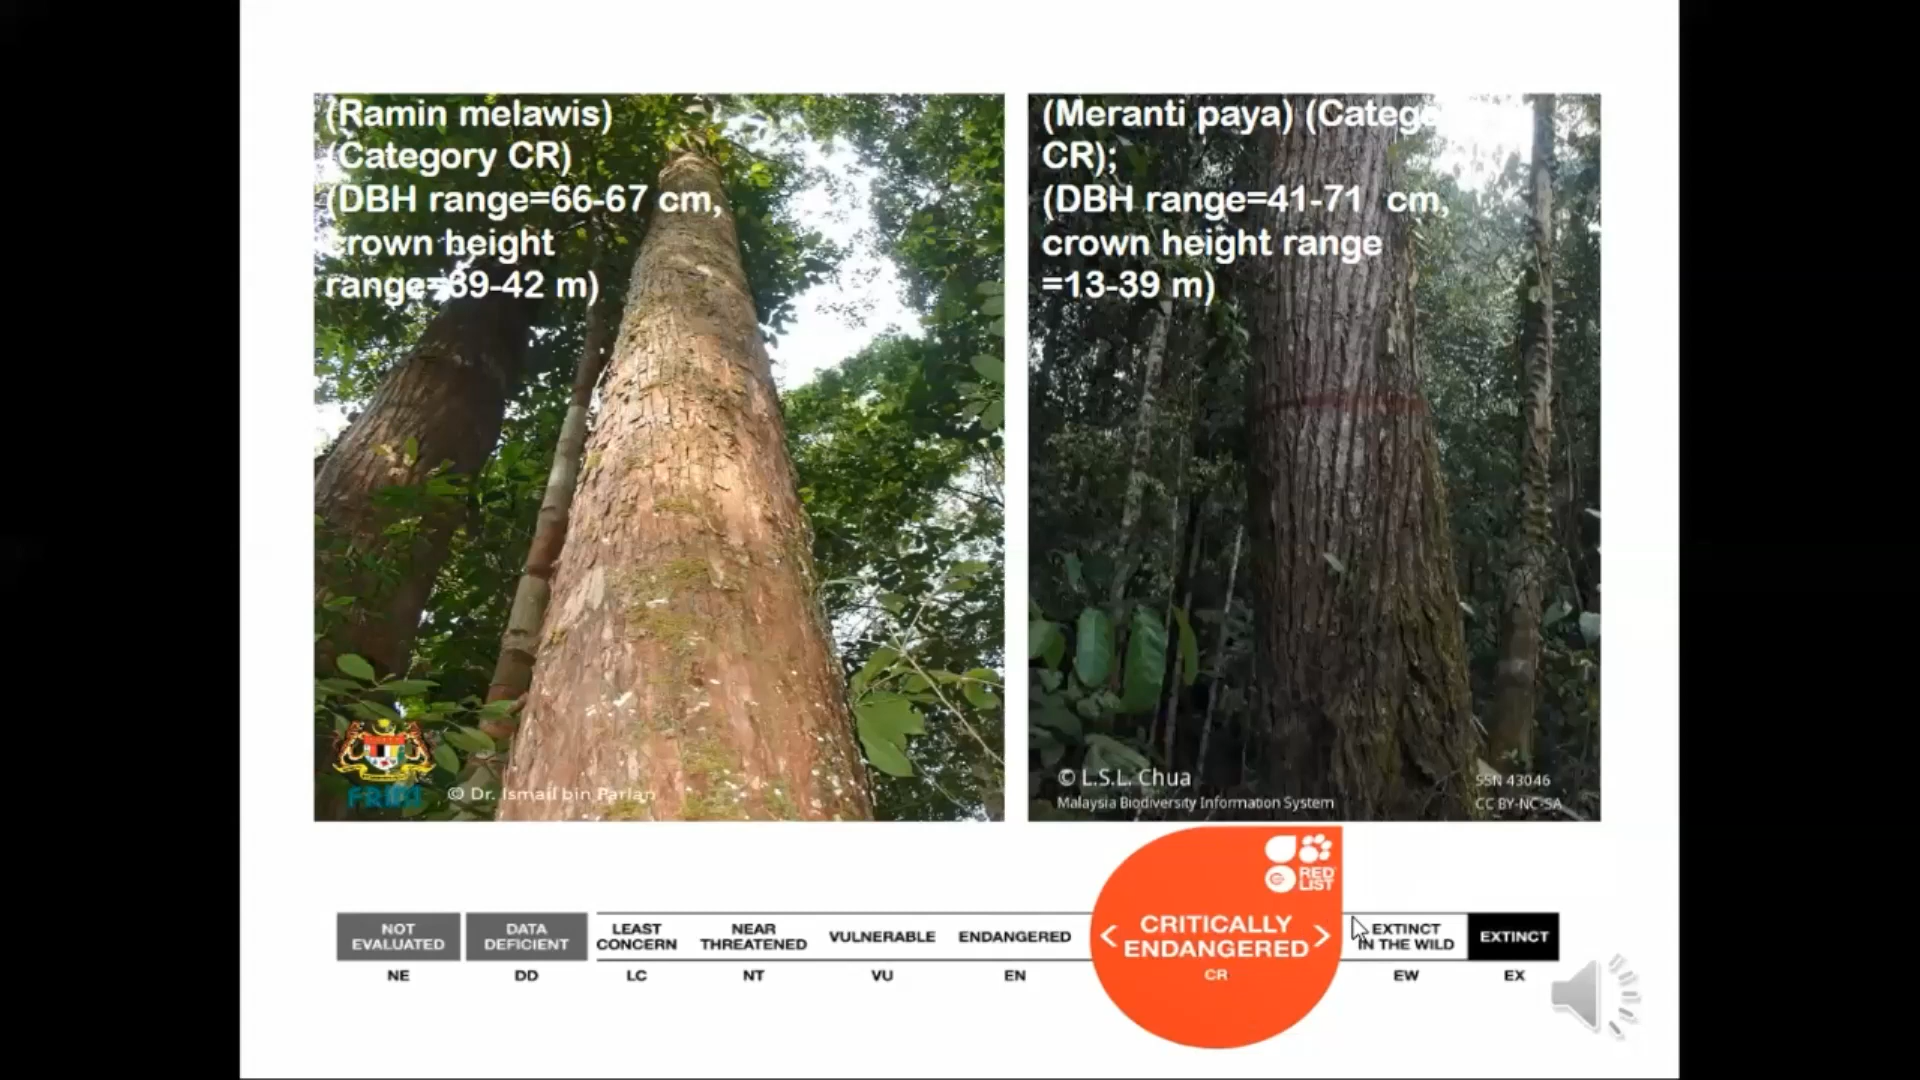 (Ramin melawis)
(Category CR)
(DBH range=66-67 cm,
crown height
range=39-42 m)
(Meranti paya) (Catego
CR);
(DBH range=41-71 cm,
crown height range
=13-39 m)
FRIM
© Dr. Ismail bin Parlan
© L.S.L. Chua
Malaysia Biodiversity Information System
SSN 43046
CC BY-NC-SA
RED
LIST
NOT
EVALUATED
NE
DATA
DEFICIENT
DD
LEAST
CONCERN
LC
NEAR
THREATENED
NT
VULNERABLE
VU
ENDANGERED
EN
< CRITICALLY
ENDANGERED >
CR
EXTINCT
IN THE WILD
EW
EXTINCT
EX